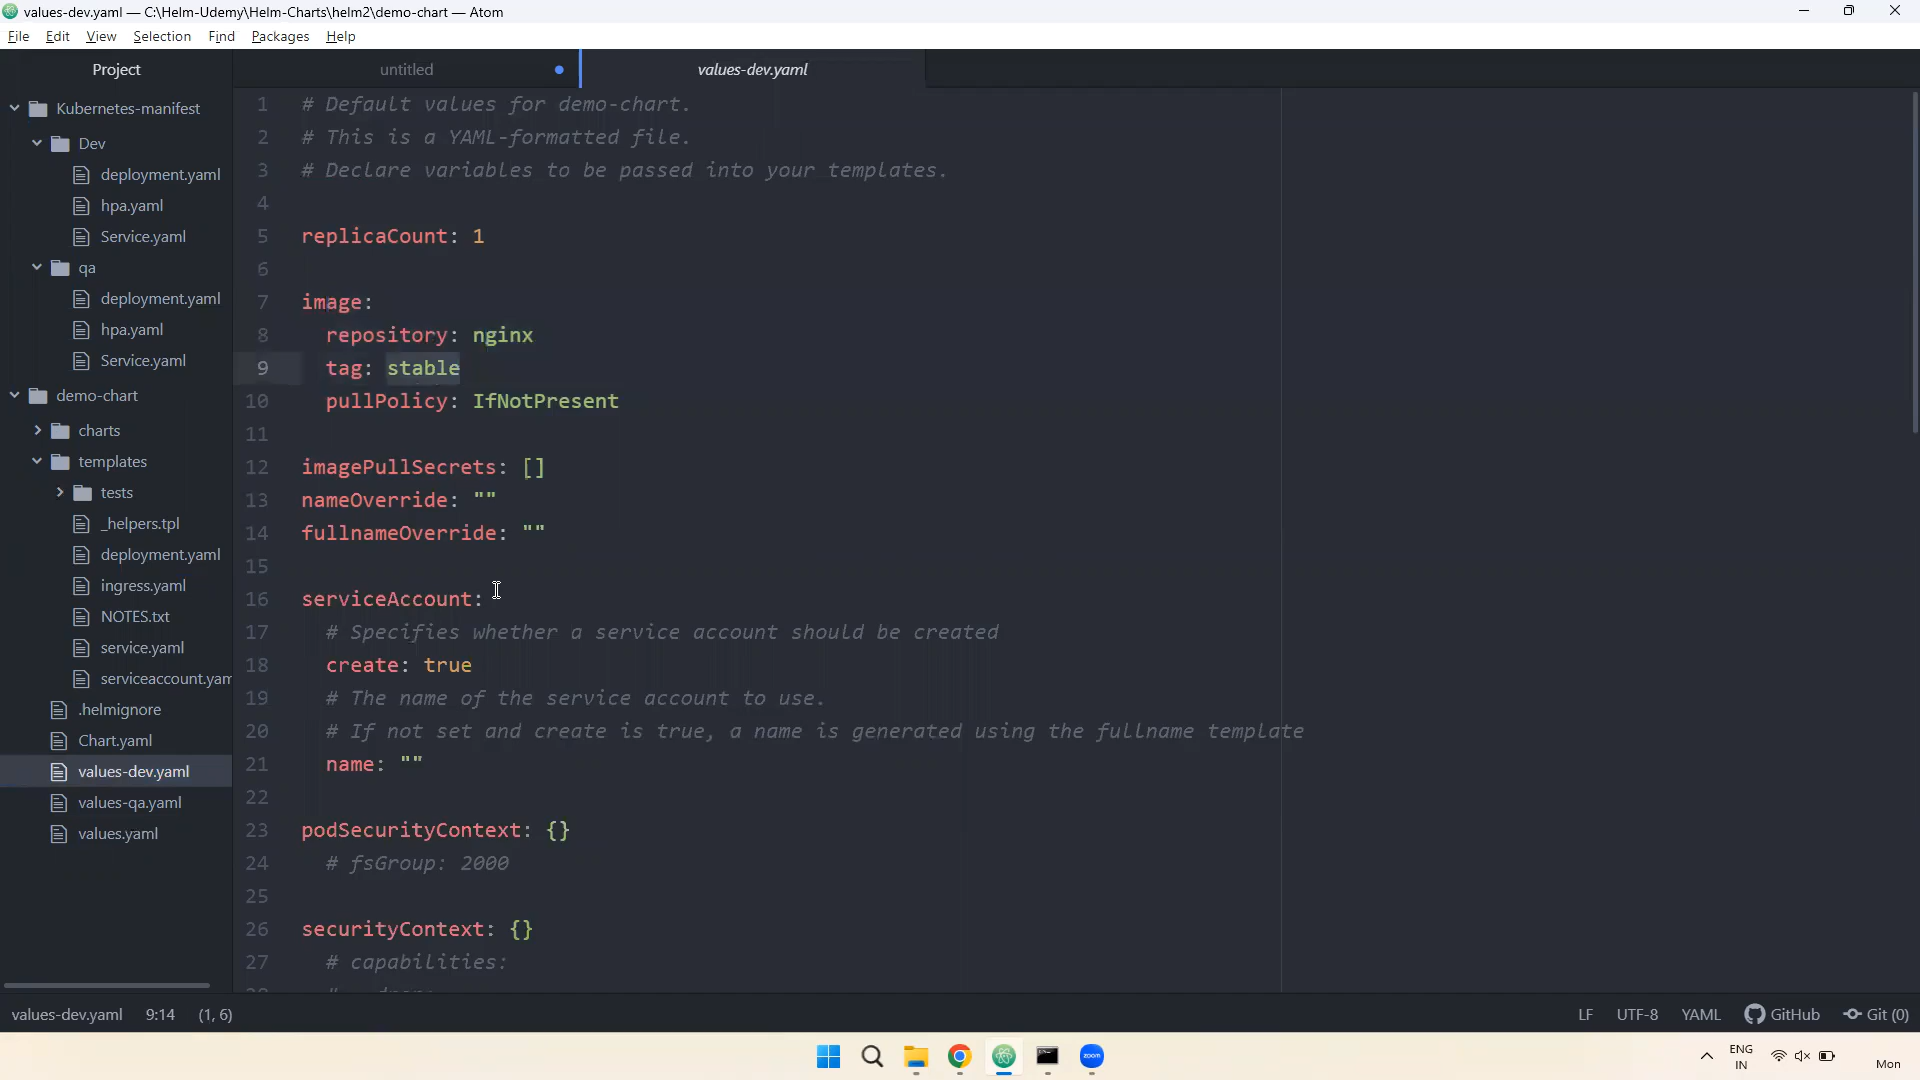 values-dev.yaml — C:\Helm-Udemy\Helm-Charts\helm2\demo-chart — Atom
File Edit View Selection Find Packages Help
Project
untitled
values-dev.yaml
Kubernetes-manifest
Dev
deployment.yaml
hpa.yaml
Service.yaml
qa
deployment.yaml
hpa.yaml
Service.yaml
demo-chart
charts
templates
tests
_helpers.tpl
deployment.yaml
ingress.yaml
NOTES.txt
service.yaml
serviceaccount.yam
.helmignore
Chart.yaml
values-dev.yaml
values-qa.yaml
values.yaml
1 # Default values for demo-chart.
2 # This is a YAML-formatted file.
3 # Declare variables to be passed into your templates.
4
5 replicaCount: 1
6
7 image:
8   repository: nginx
9   tag: stable
10   pullPolicy: IfNotPresent
11
12 imagePullSecrets: []
13 nameOverride: ""
14 fullnameOverride: ""
15
16 serviceAccount:
17   # Specifies whether a service account should be created
18   create: true
19   # The name of the service account to use.
20   # If not set and create is true, a name is generated using the fullname template
21   name: ""
22
23 podSecurityContext: {}
24   # fsGroup: 2000
25
26 securityContext: {}
27   # capabilities:
values-dev.yaml 9:14 (1, 6)
LF UTF-8 YAML GitHub Git (0)
zoom
ENG
IN
Mon